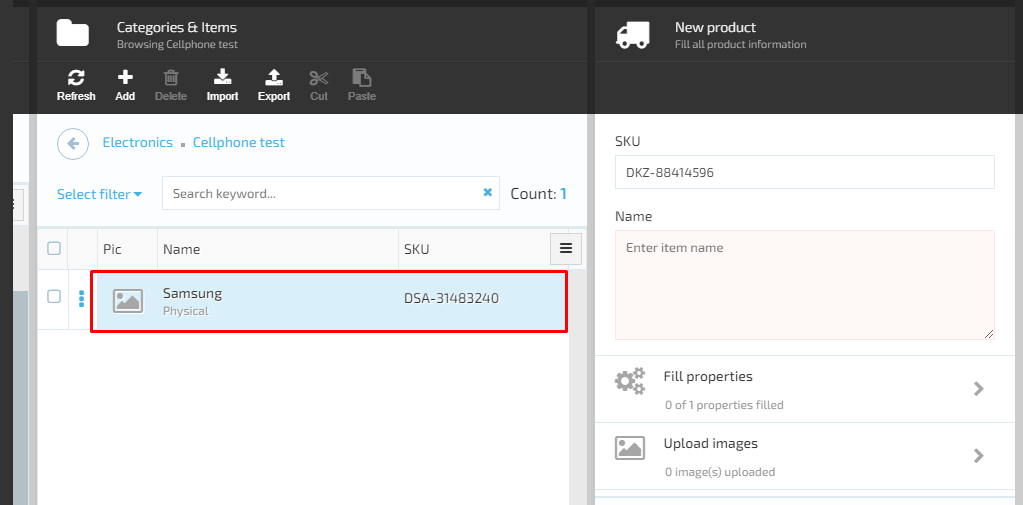 Categories & Items
Browsing Cellphone test
Refresh Add Delete Import Export Cut Paste
Electronics Cellphone test
Select filter Search keyword... Count: 1
Pic Name SKU
Samsung DSA-31483240
Physical
New product
Fill all product information
SKU
DKZ-88414596
Name
Enter item name
Fill properties
0 of 1 properties filled
Upload images
0 image(s) uploaded